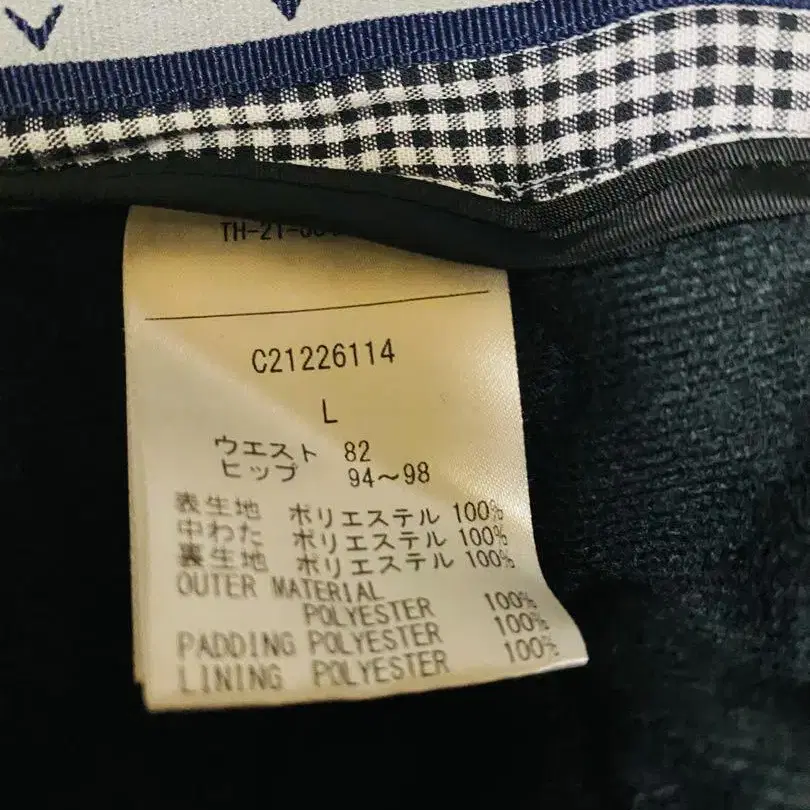 TH-21-
C21226114
L
ウエスト 82
ヒップ 94～98
表生地 ポリエステル 100%
中わた ポリエステル 100%
裏生地 ポリエステル 100%
OUTER MATERIAL
POLYESTER 100%
PADDING POLYESTER 100%
LINING POLYESTER 100%